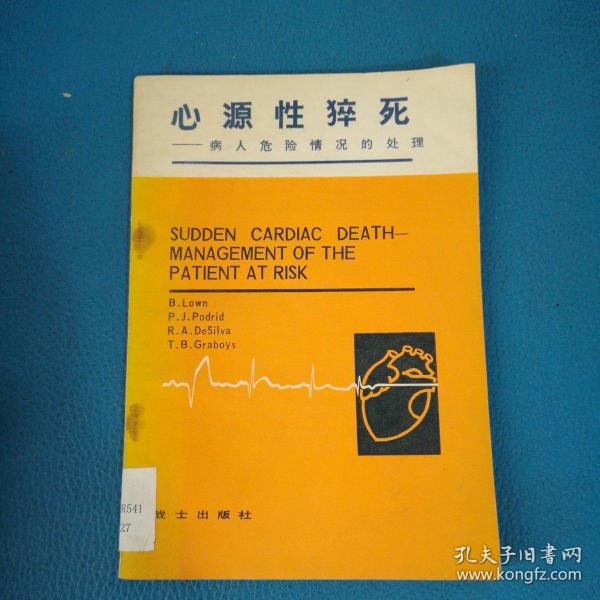 心源性猝死
——病人危险情况的处理
SUDDEN CARDIAC DEATH—
MANAGEMENT OF THE
PATIENT AT RISK
B.Lown
P.J.Podrid
R.A.DeSilva
T.B.Graboys
R541
27
战士出版社
孔夫子旧书网
www.kongfz.com